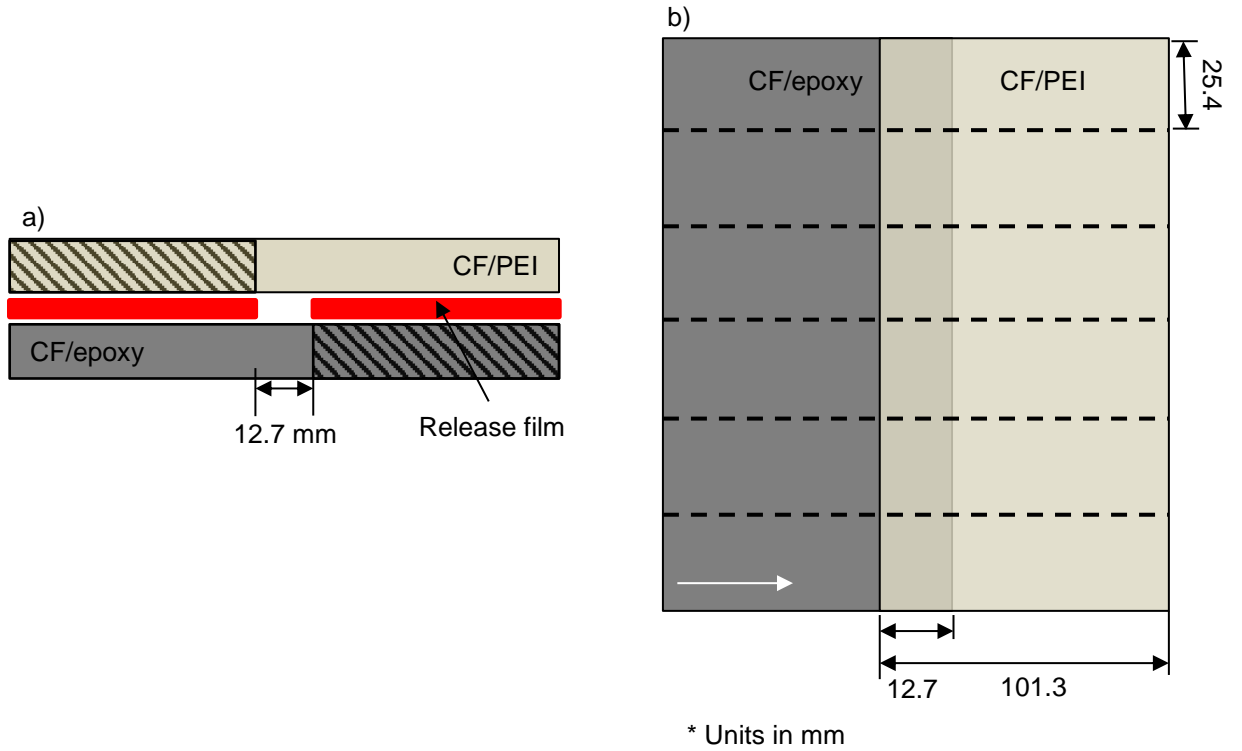 a)
CF/PEI
CF/epoxy
12.7 mm
Release film
b)
CF/epoxy
CF/PEI
25.4
12.7
101.3
* Units in mm